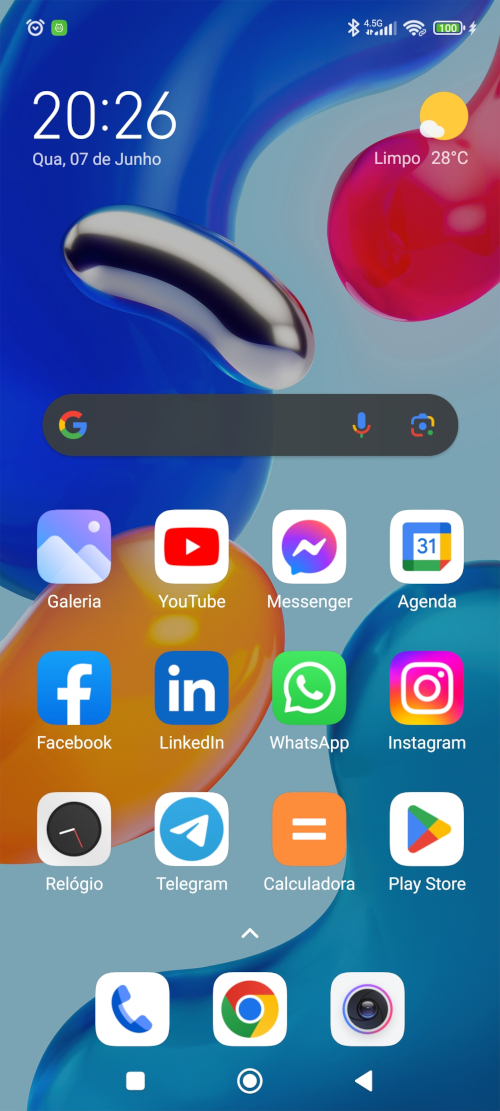 4.5G
100
20:26
Qua, 07 de Junho
Limpo 28°C
Galeria
YouTube
31
Messenger
Agenda
Facebook
in
LinkedIn
WhatsApp
Instagram
Relógio
Telegram
Calculadora
Play Store